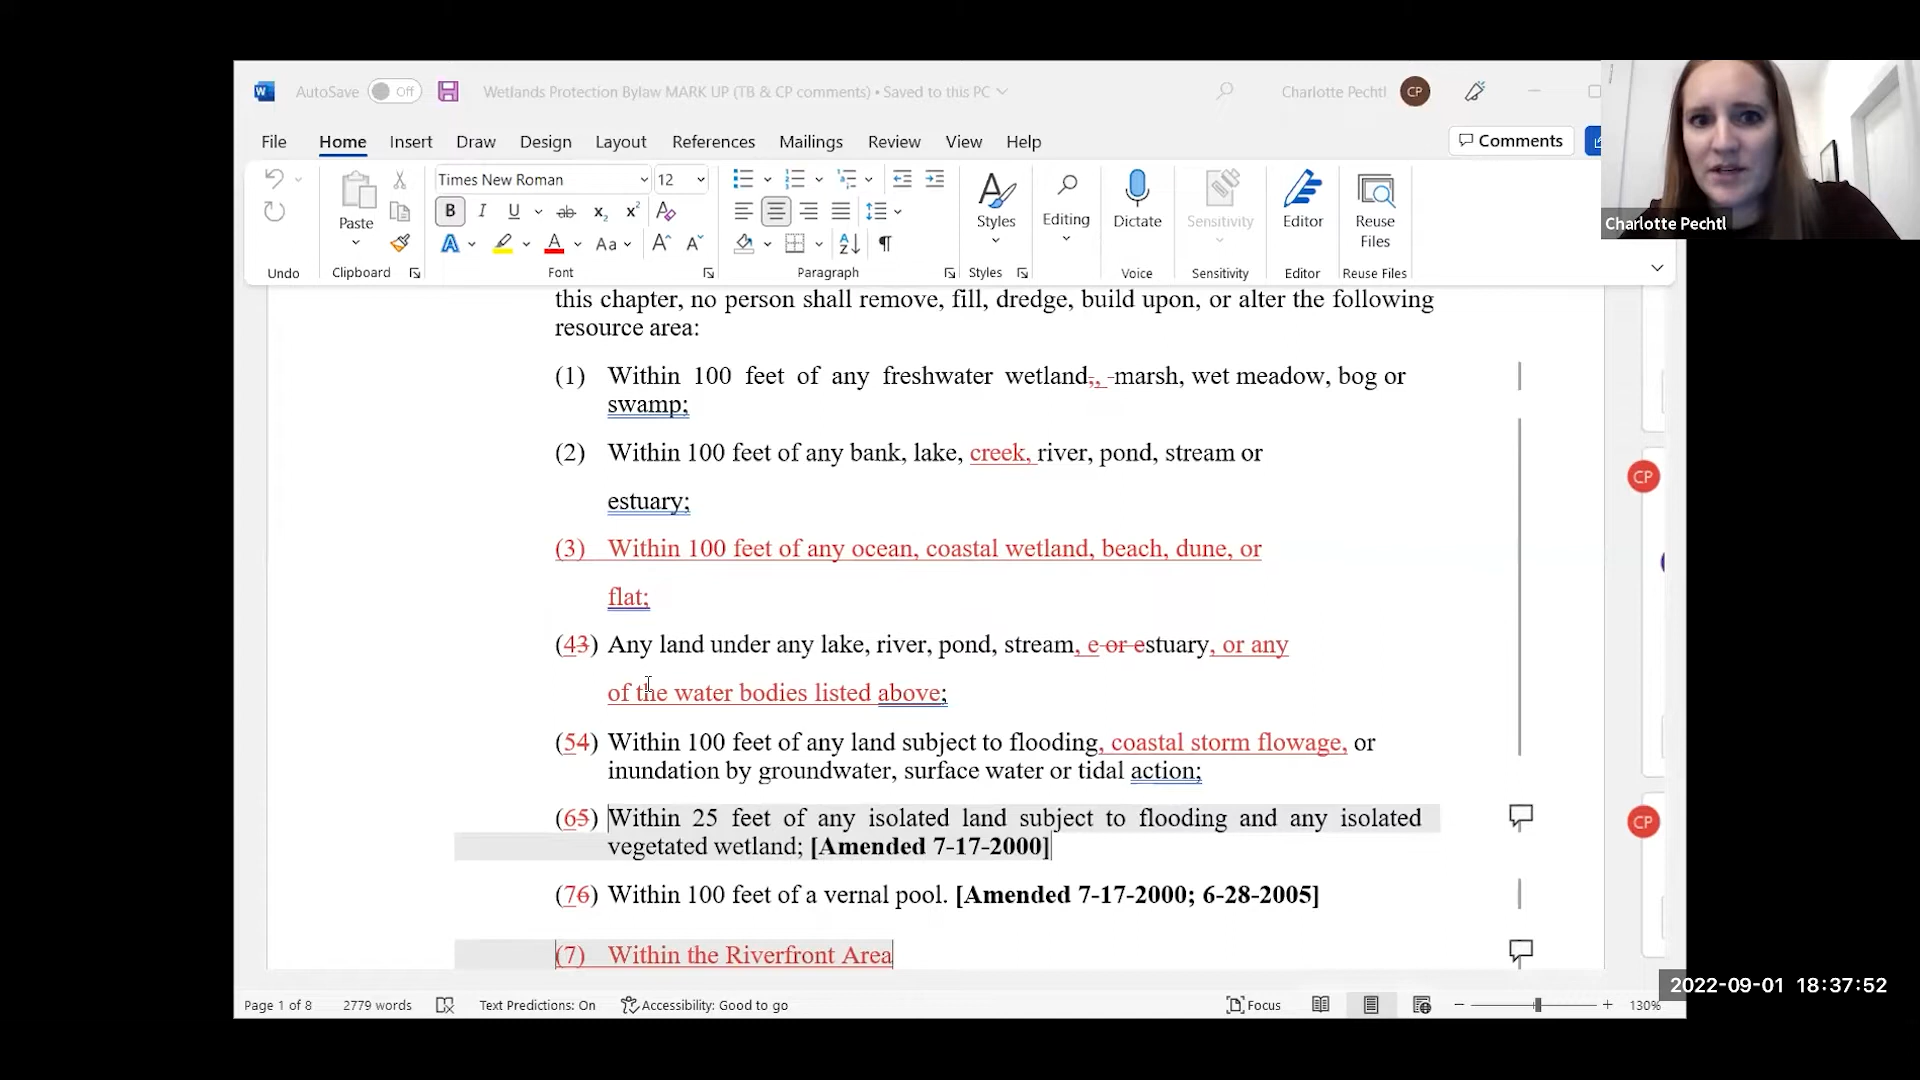 AutoSave Off Wetlands Protection Bylaw MARK UP (TB & CP comments) • Saved to this PC Charlotte Pechtl CP
File Home Insert Draw Design Layout References Mailings Review View Help Comments
Times New Roman 12
Paste Styles Editing Dictate Sensitivity Editor Reuse Files
B I U ab x₂ x² A
A A Aa A A
Undo Clipboard Font Paragraph Styles Voice Sensitivity Editor Reuse Files
Charlotte Pechtl
this chapter, no person shall remove, fill, dredge, build upon, or alter the following
resource area:
(1) Within 100 feet of any freshwater wetland,, -marsh, wet meadow, bog or
swamp;
(2) Within 100 feet of any bank, lake, creek, river, pond, stream or
estuary;
CP
(3) Within 100 feet of any ocean, coastal wetland, beach, dune, or
flat;
(43) Any land under any lake, river, pond, stream, e or estuary, or any
of the water bodies listed above;
(54) Within 100 feet of any land subject to flooding, coastal storm flowage, or
inundation by groundwater, surface water or tidal action;
(65) Within 25 feet of any isolated land subject to flooding and any isolated
vegetated wetland; [Amended 7-17-2000]
CP
(76) Within 100 feet of a vernal pool. [Amended 7-17-2000; 6-28-2005]
(7) Within the Riverfront Area
2022-09-01 18:37:52
Page 1 of 8 2779 words Text Predictions: On Accessibility: Good to go Focus 130%